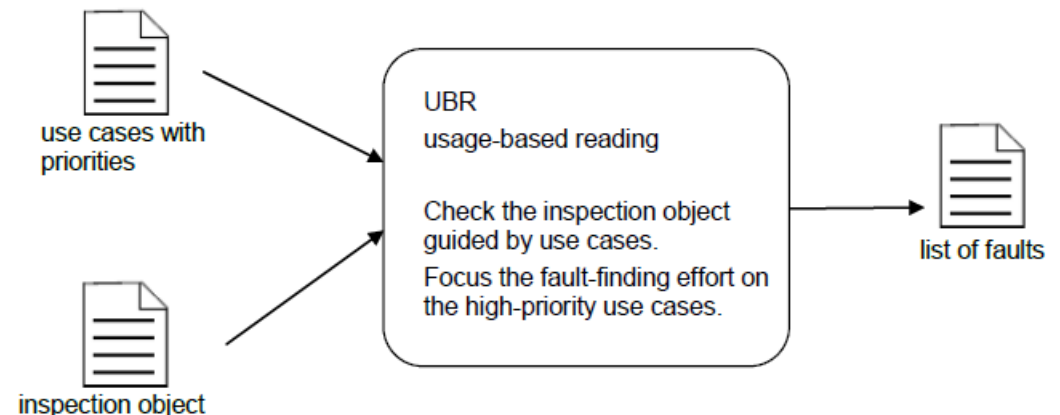 use cases with
priorities
inspection object
UBR
usage-based reading
Check the inspection object
guided by use cases.
Focus the fault-finding effort on
the high-priority use cases.
list of faults